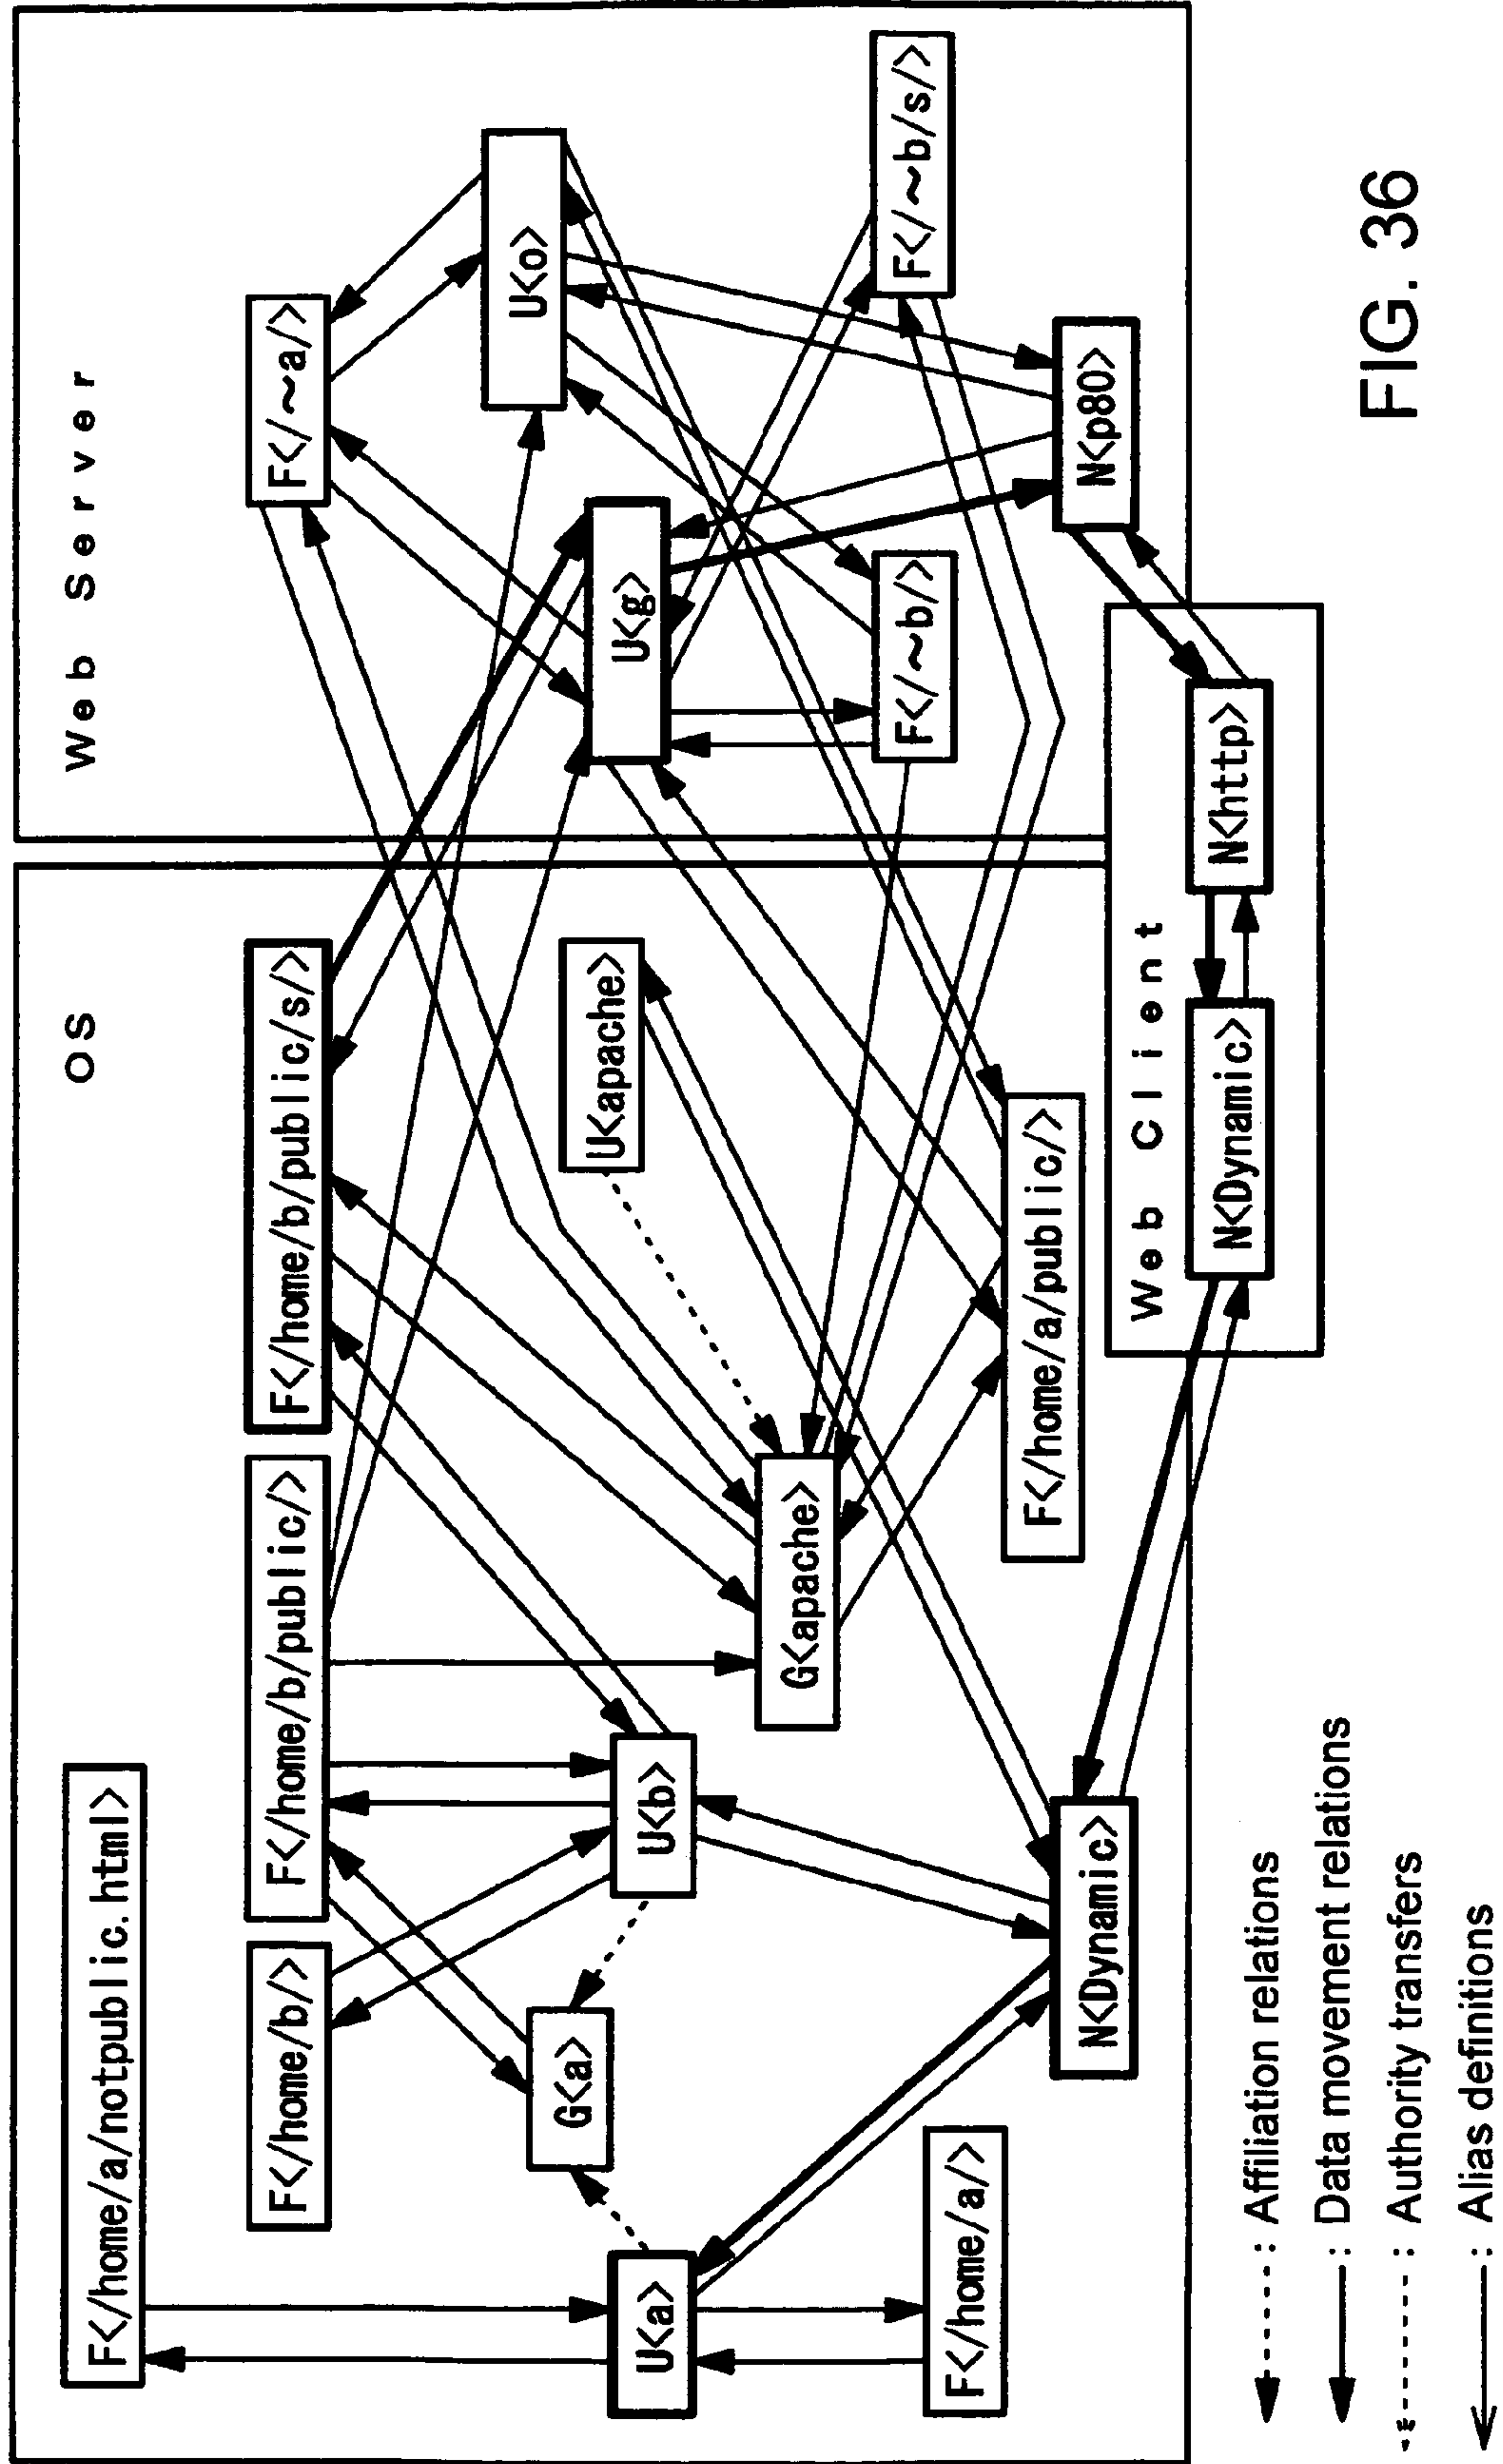 OS
Web Server
F</home/a/notpublic.html>
F</home/b/>
F</home/b/public/>
F</home/b/public/s/>
F</~a/>
U<o>
G<a>
U<a>
U<b>
U<apache>
U<g>
G<apache>
F</home/a/>
F</~b/>
F</~b/s/>
F</home/a/public/>
N<Dynamic>
N<p80>
Web Client
N<Dynamic>
N<http>
: Affiliation relations
: Data movement relations
: Authority transfers
: Alias definitions
FIG. 36